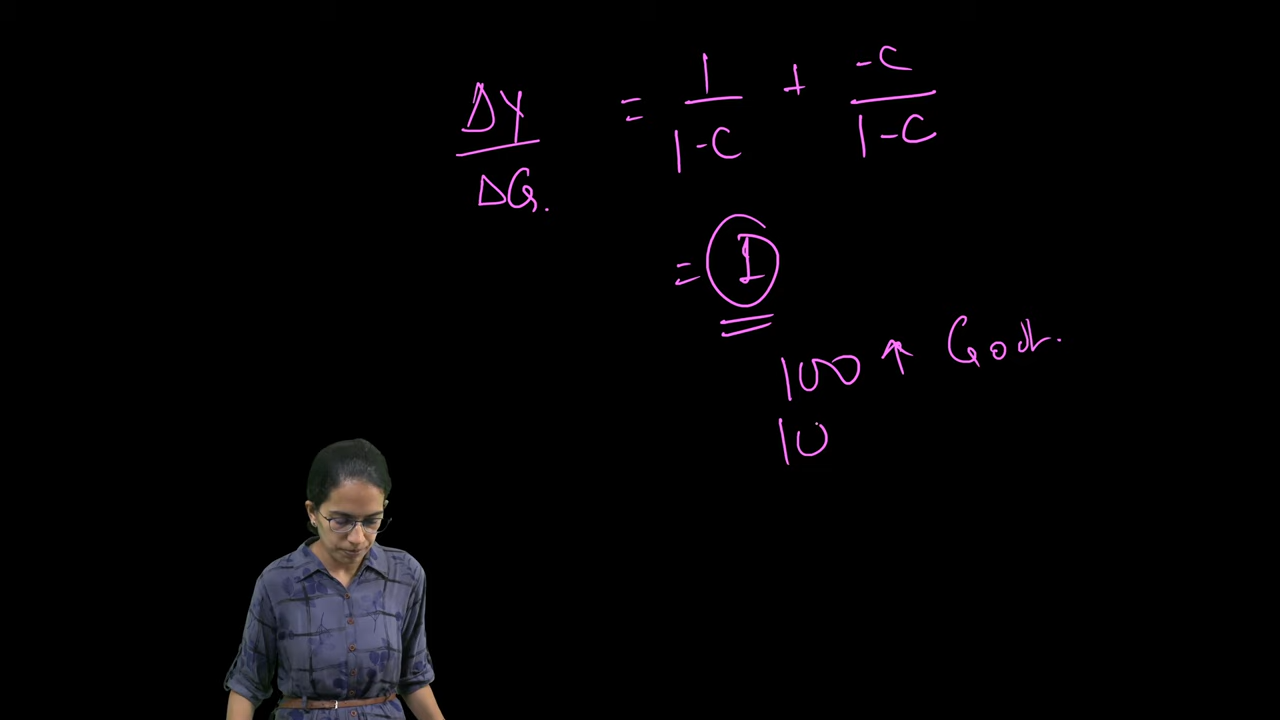 ΔY/ΔG. = 1/1-C + -C/1-C
= 1
100 ↑ Govt.
10